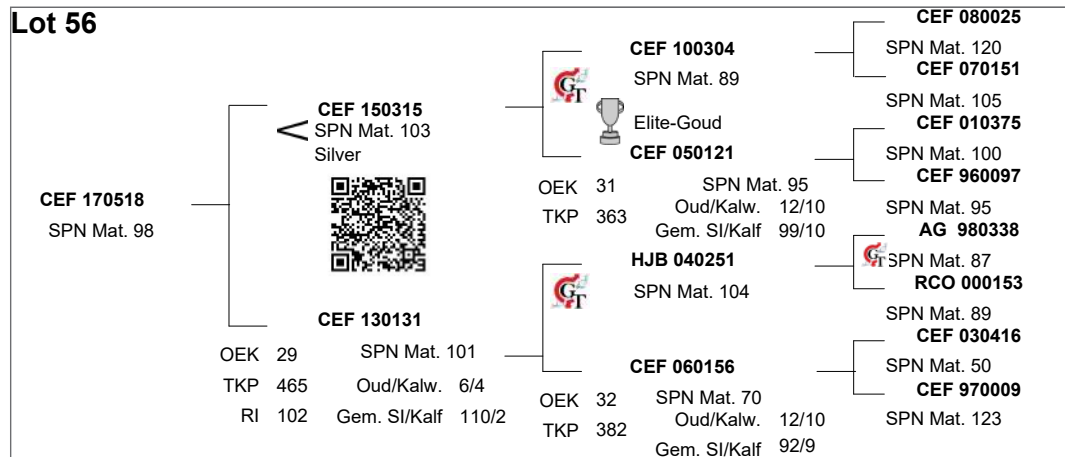 Lot 56
CEF 170518
SPN Mat. 98
CEF 150315
SPN Mat. 103
Silver
CEF 130131
OEK 29 SPN Mat. 101
TKP 465 Oud/Kalw. 6/4
RI 102 Gem. SI/Kalf 110/2
CEF 100304
SPN Mat. 89
GT
Elite-Goud
CEF 050121
OEK 31 SPN Mat. 95
TKP 363 Oud/Kalw. 12/10
Gem. SI/Kalf 99/10
HJB 040251
SPN Mat. 104
GT
CEF 060156
OEK 32 SPN Mat. 70
Oud/Kalw. 12/10
TKP 382
Gem. SI/Kalf 92/9
CEF 080025
SPN Mat. 120
CEF 070151
SPN Mat. 105
CEF 010375
SPN Mat. 100
CEF 960097
SPN Mat. 95
AG 980338
GT SPN Mat. 87
RCO 000153
SPN Mat. 89
CEF 030416
SPN Mat. 50
CEF 970009
SPN Mat. 123